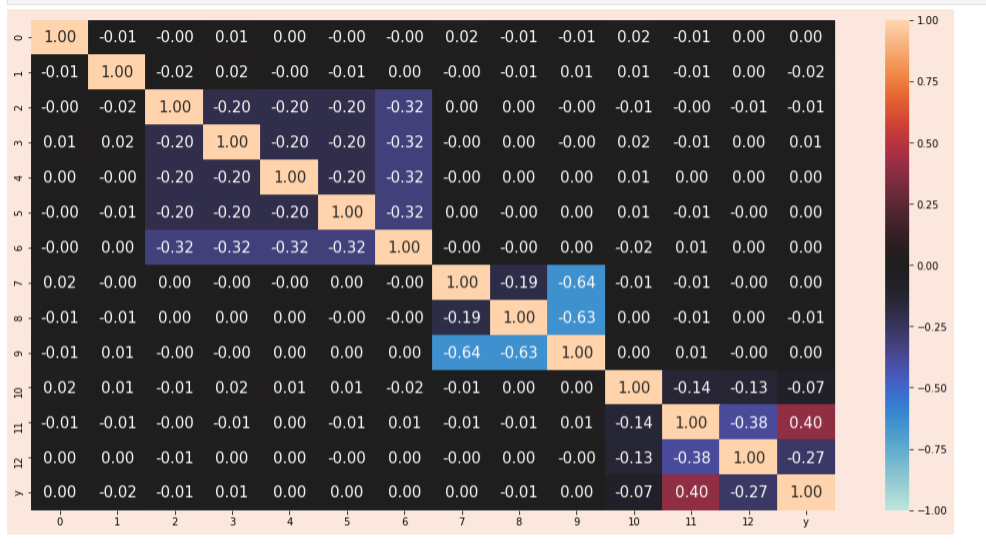 0 1.00 -0.01 -0.00 0.01 0.00 -0.00 -0.00 0.02 -0.01 -0.01 0.02 -0.01 0.00 0.00
1 -0.01 1.00 -0.02 0.02 -0.00 -0.01 0.00 -0.00 -0.01 0.01 0.01 -0.01 0.00 -0.02
2 -0.00 -0.02 1.00 -0.20 -0.20 -0.20 -0.32 0.00 0.00 -0.00 -0.01 -0.00 -0.01 -0.01
3 0.01 0.02 -0.20 1.00 -0.20 -0.20 -0.32 -0.00 0.00 -0.00 0.02 -0.01 0.00 0.01
4 0.00 -0.00 -0.20 -0.20 1.00 -0.20 -0.32 -0.00 0.00 0.00 0.01 0.00 0.00 0.00
5 -0.00 -0.01 -0.20 -0.20 -0.20 1.00 -0.32 0.00 -0.00 0.00 0.01 -0.01 -0.00 0.00
6 -0.00 0.00 -0.32 -0.32 -0.32 -0.32 1.00 -0.00 -0.00 0.00 -0.02 0.01 0.00 0.00
7 0.02 -0.00 0.00 -0.00 -0.00 0.00 -0.00 1.00 -0.19 -0.64 -0.01 -0.01 -0.00 0.00
8 -0.01 -0.01 0.00 0.00 0.00 -0.00 -0.00 -0.19 1.00 -0.63 0.00 -0.01 0.00 -0.01
9 -0.01 0.01 -0.00 -0.00 0.00 0.00 0.00 -0.64 -0.63 1.00 0.00 0.01 -0.00 0.00
10 0.02 0.01 -0.01 0.02 0.01 0.01 -0.02 -0.01 0.00 0.00 1.00 -0.14 -0.13 -0.07
11 -0.01 -0.01 -0.00 -0.01 0.00 -0.01 0.01 -0.01 -0.01 0.01 -0.14 1.00 -0.38 0.40
12 0.00 0.00 -0.01 0.00 0.00 -0.00 0.00 -0.00 0.00 -0.00 -0.13 -0.38 1.00 -0.27
y 0.00 -0.02 -0.01 0.01 0.00 0.00 0.00 0.00 -0.01 0.00 -0.07 0.40 -0.27 1.00
0 1 2 3 4 5 6 7 8 9 10 11 12 y
1.00
0.75
0.50
0.25
0.00
−0.25
−0.50
−0.75
−1.00